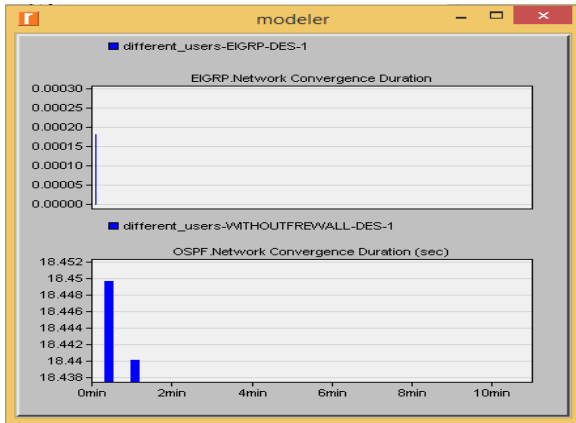 modeler
different_users-EIGRP-DES-1
EIGRP.Network Convergence Duration
0.00030
0.00025
0.00020
0.00015
0.00010
0.00005
0.00000
different_users-WITHOUTFREWALL-DES-1
OSPF.Network Convergence Duration (sec)
18.452
18.45
18.448
18.446
18.444
18.442
18.44
18.438
0min 2min 4min 6min 8min 10min